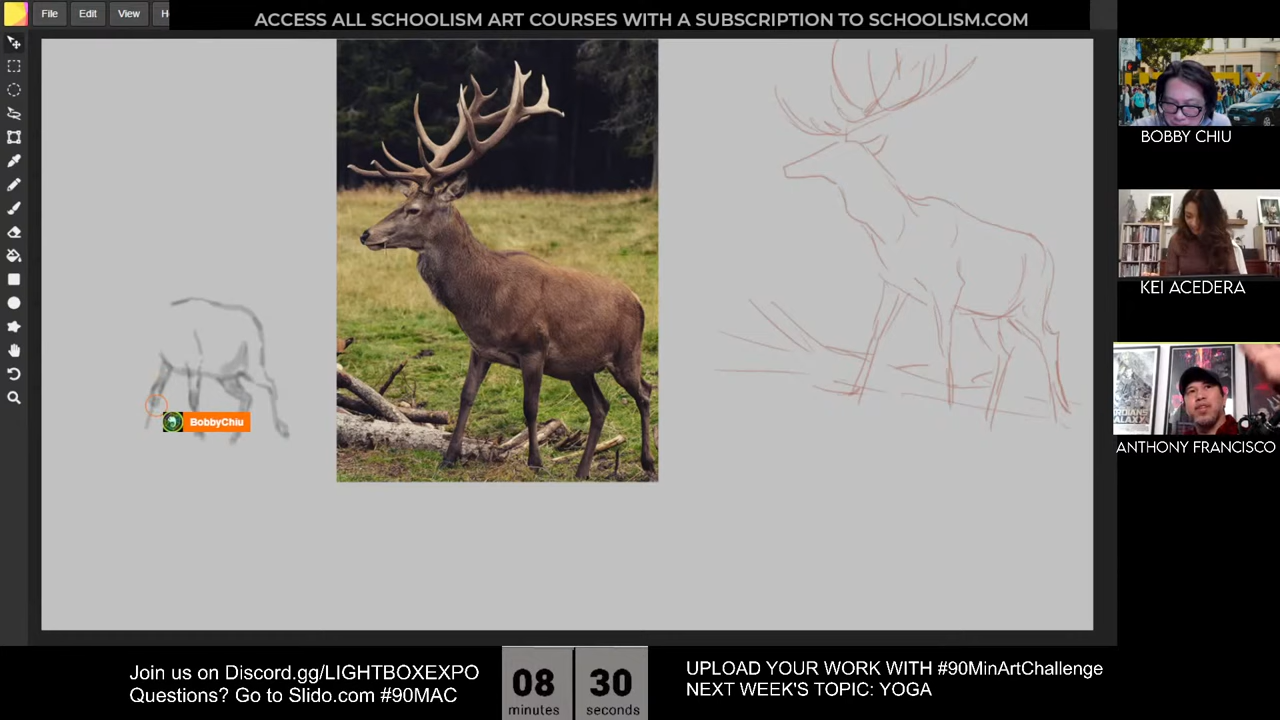 File Edit View
ACCESS ALL SCHOOLISM ART COURSES WITH A SUBSCRIPTION TO SCHOOLISM.COM
BOBBY CHIU
KEI ACEDERA
GALAXY
ANTHONY FRANCISCO
BobbyChiu
Join us on Discord.gg/LIGHTBOXEXPO
Questions? Go to Slido.com #90MAC
08 30
minutes seconds
UPLOAD YOUR WORK WITH #90MinArtChallenge
NEXT WEEK'S TOPIC: YOGA